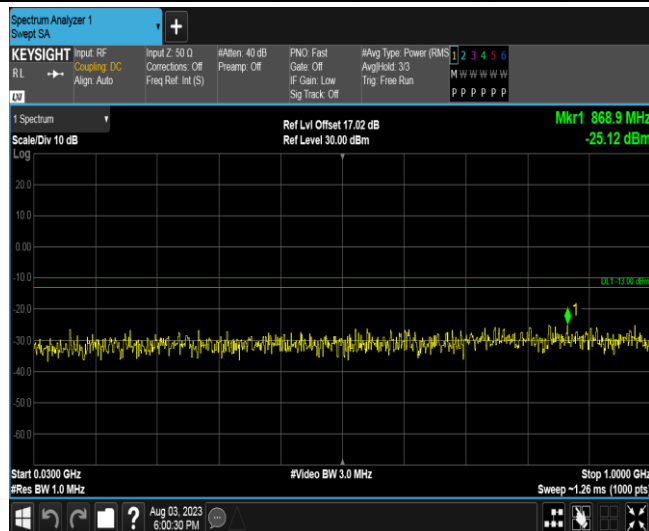 Spectrum Analyzer 1
Swept SA
+
KEYSIGHT
RL
Input: RF
Coupling: DC
Align: Auto
Input Z: 50 Ω
Corrections: Off
Freq Ref: Int (S)
#Atten: 40 dB
Preamp: Off
PNO: Fast
Gate: Off
IF Gain: Low
Sig Track: Off
#Avg Type: Power (RMS
Avg|Hold: 3/3
Trig: Free Run
1 2 3 4 5 6
M W W W W W
P P P P P P
1 Spectrum
Scale/Div 10 dB
Ref Lvl Offset 17.02 dB
Ref Level 30.00 dBm
Mkr1 868.9 MHz
-25.12 dBm
Log
20.0
10.0
0.00
-10.0
DL1 -13.00 dBm
-20.0
1
-30.0
-40.0
-50.0
-60.0
Start 0.0300 GHz
#Video BW 3.0 MHz
Stop 1.0000 GHz
#Res BW 1.0 MHz
Sweep ~1.26 ms (1000 pts)
?
Aug 03, 2023
6:00:30 PM